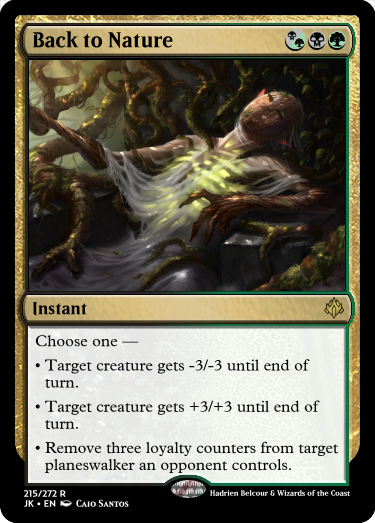 Back to Nature
Instant
Choose one —
• Target creature gets -3/-3 until end of
turn.
• Target creature gets +3/+3 until end of
turn.
• Remove three loyalty counters from target
planeswalker an opponent controls.
215/272 R
JK • EN Caio Santos
Hadrien Belcour & Wizards of the Coast